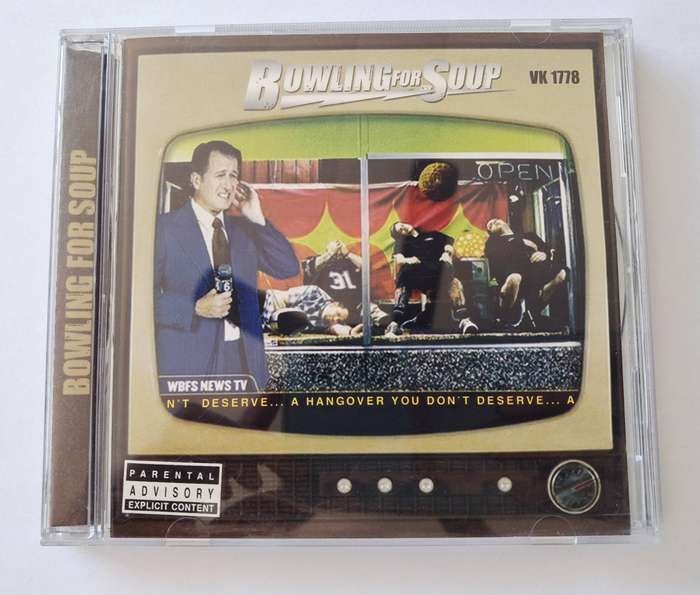 BOWLING FOR SOUP
VK 1778
BOWLING FOR SOUP
OPEN
31
6
WBFS NEWS TV
N'T DESERVE... A HANGOVER YOU DON'T DESERVE... A
PARENTAL
ADVISORY
EXPLICIT CONTENT